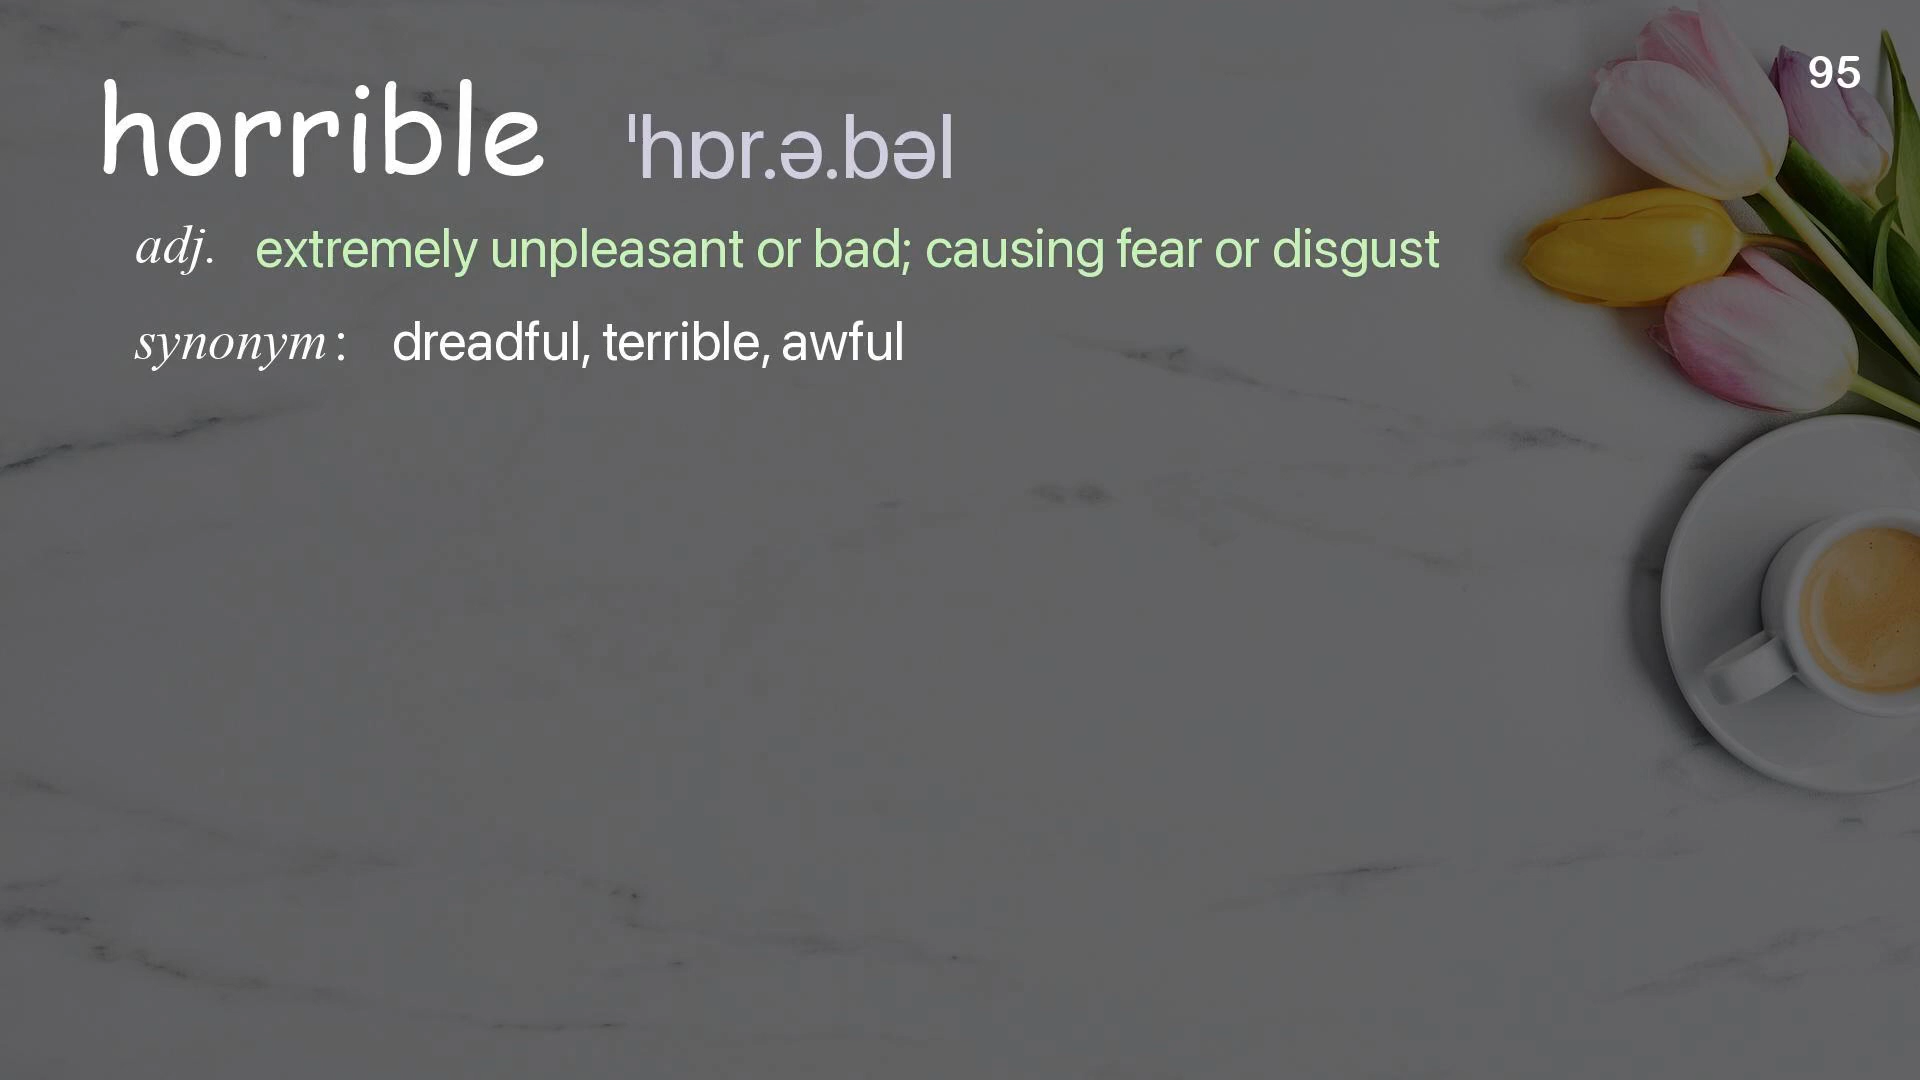 95
horrible ˈhɒr.ə.bəl
adj. extremely unpleasant or bad; causing fear or disgust
synonym: dreadful, terrible, awful